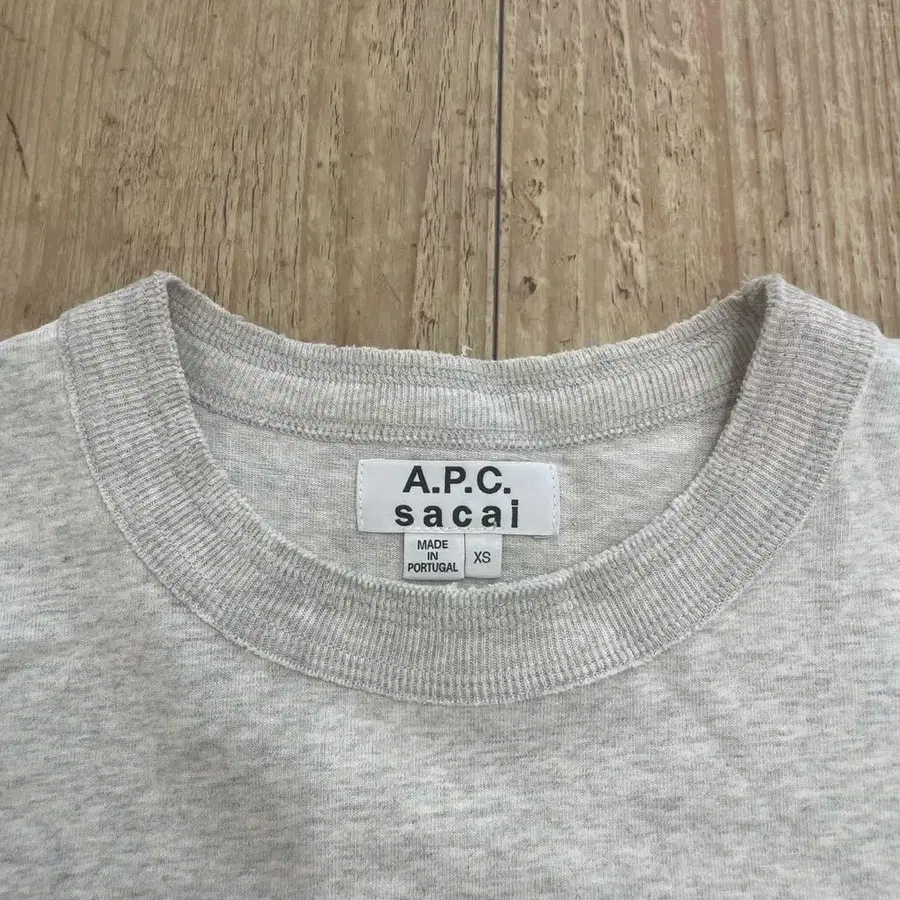 A.P.C.
sacai
MADE
IN
PORTUGAL
XS